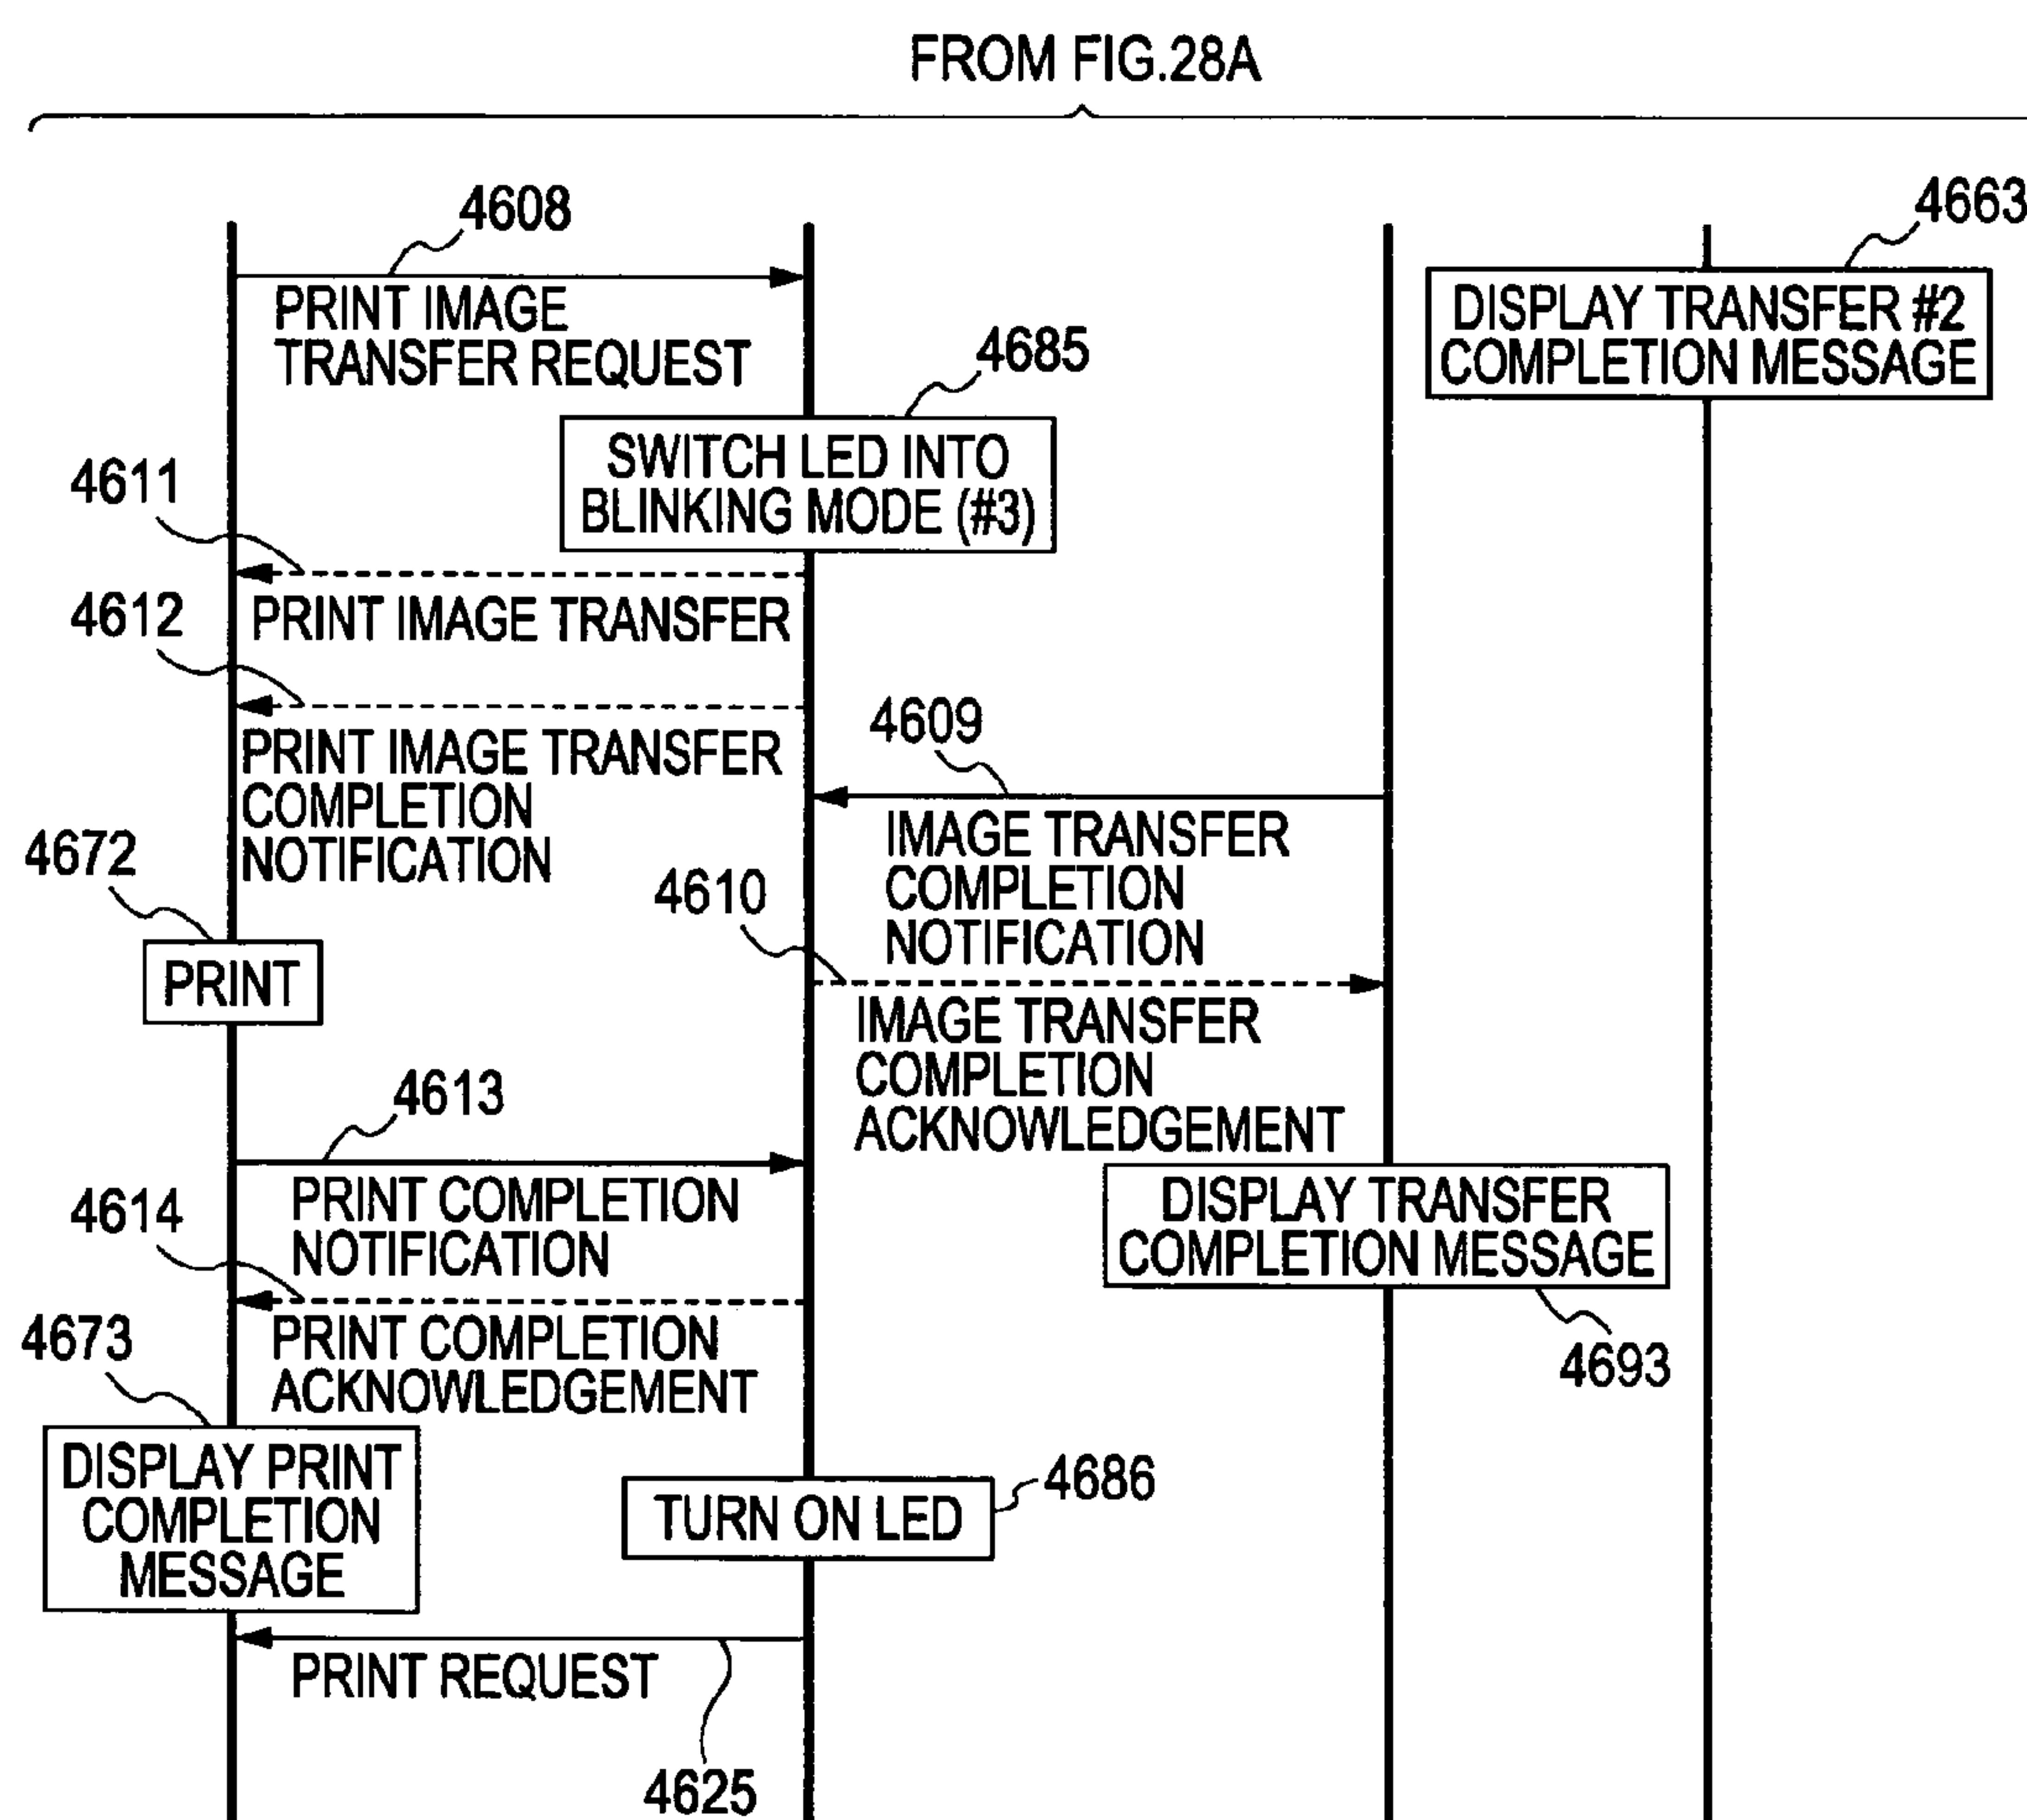 FROM FIG.28A
4608
4663
PRINT IMAGE
TRANSFER REQUEST
DISPLAY TRANSFER #2
COMPLETION MESSAGE
4685
SWITCH LED INTO
BLINKING MODE (#3)
4611
PRINT IMAGE TRANSFER
4612
PRINT IMAGE TRANSFER
COMPLETION
NOTIFICATION
4609
IMAGE TRANSFER
COMPLETION
NOTIFICATION
4672
PRINT
4610
IMAGE TRANSFER
COMPLETION
ACKNOWLEDGEMENT
4613
PRINT COMPLETION
NOTIFICATION
DISPLAY TRANSFER
COMPLETION MESSAGE
4693
4614
PRINT COMPLETION
ACKNOWLEDGEMENT
4673
DISPLAY PRINT
COMPLETION
MESSAGE
TURN ON LED
4686
PRINT REQUEST
4625